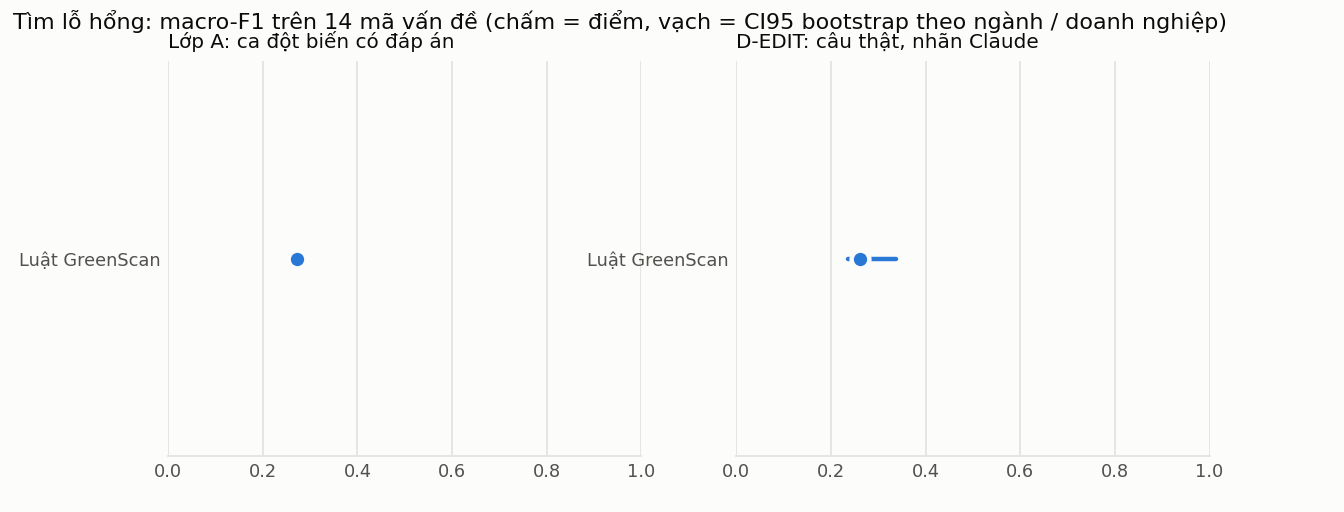 Tìm lỗ hổng: macro-F1 trên 14 mã vấn đề (chấm = điểm, vạch = CI95 bootstrap theo ngành / doanh nghiệp)
Lớp A: ca đột biến có đáp án
Luật GreenScan
0.0 0.2 0.4 0.6 0.8 1.0
D-EDIT: câu thật, nhãn Claude
Luật GreenScan
0.0 0.2 0.4 0.6 0.8 1.0